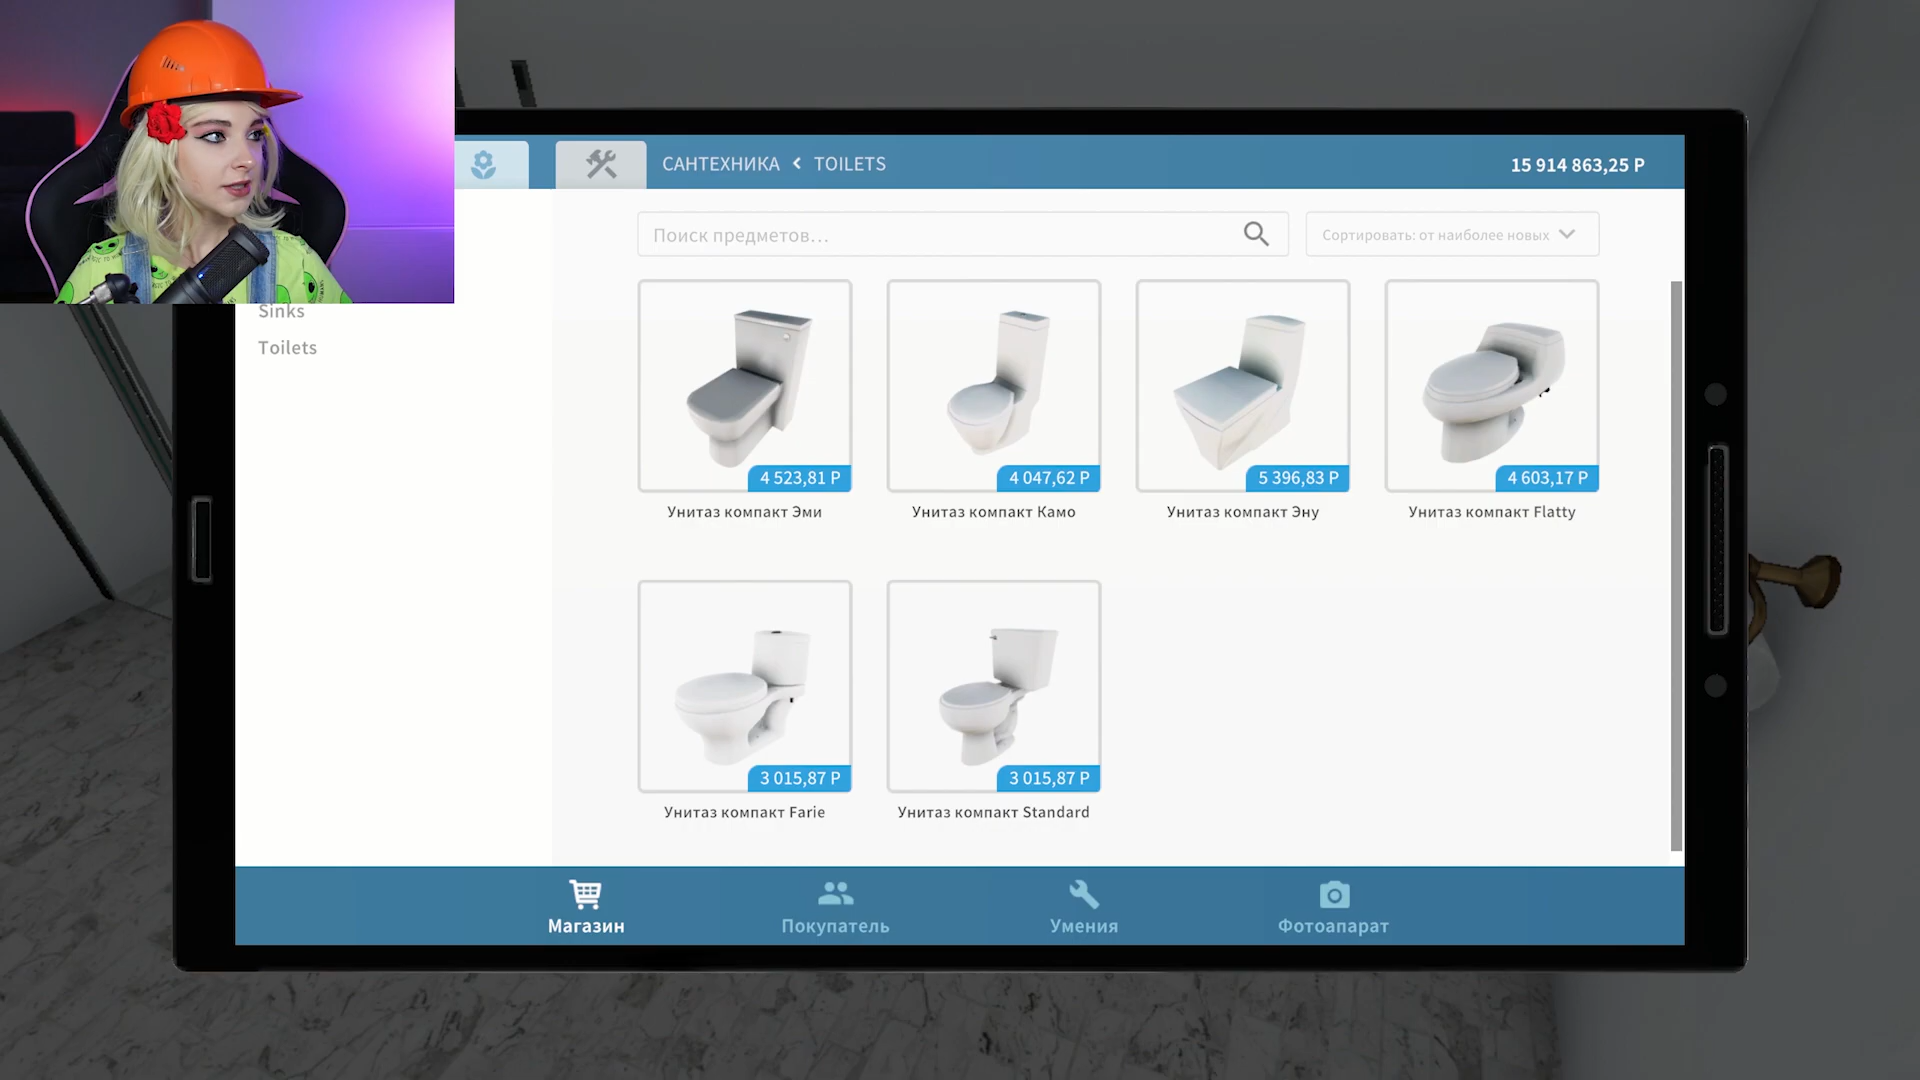 САНТЕХНИКА < TOILETS
15 914 863,25 Р
Поиск предметов...
Сортировать: от наиболее новых
Sinks
Toilets
4 523,81 Р
4 047,62 Р
5 396,83 Р
4 603,17 Р
Унитаз компакт Эми
Унитаз компакт Камо
Унитаз компакт Эну
Унитаз компакт Flatty
3 015,87 Р
3 015,87 Р
Унитаз компакт Farie
Унитаз компакт Standard
Магазин
Покупатель
Умения
Фотоапарат